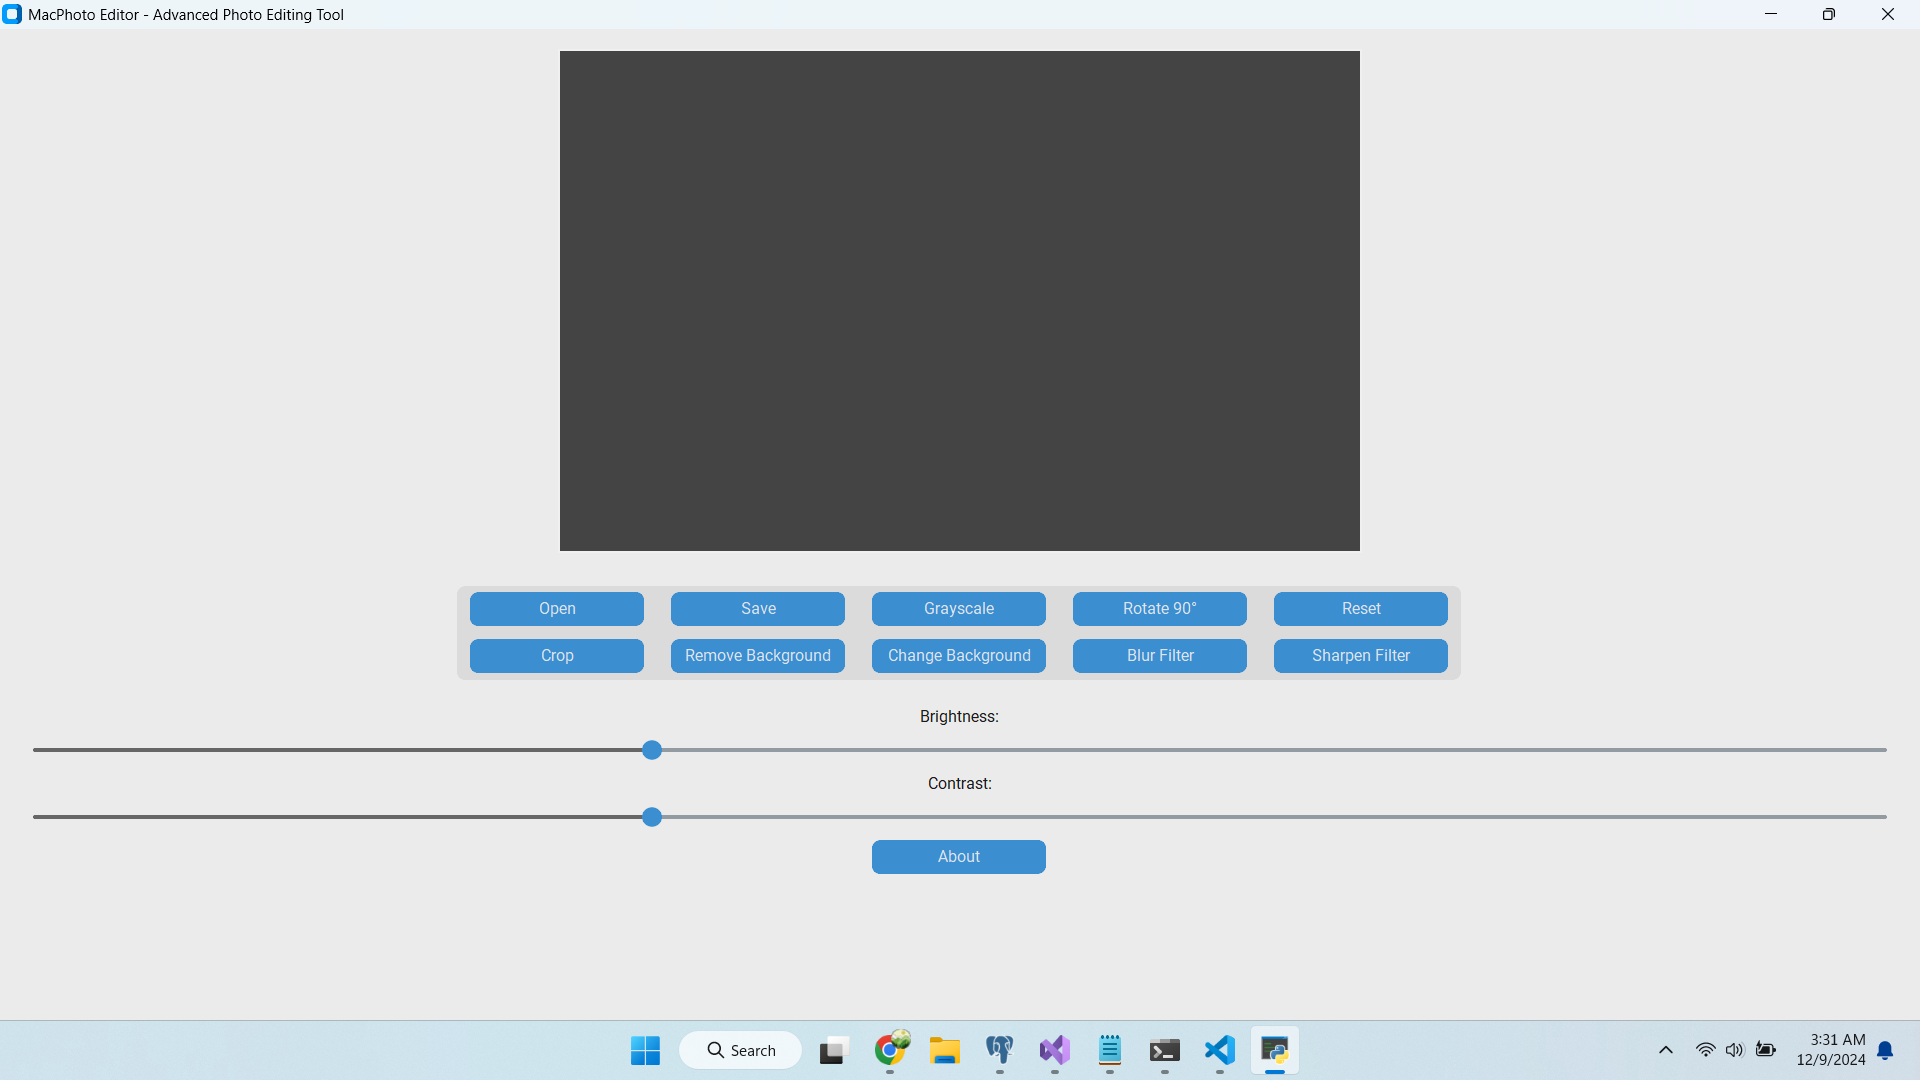 MacPhoto Editor - Advanced Photo Editing Tool
Open Save Grayscale Rotate 90° Reset
Crop Remove Background Change Background Blur Filter Sharpen Filter
Brightness:
Contrast:
About
Search
3:31 AM
12/9/2024